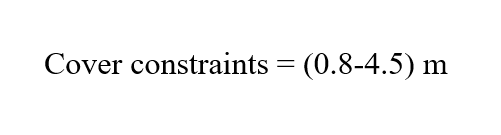 Cover constraints = (0.8-4.5) m